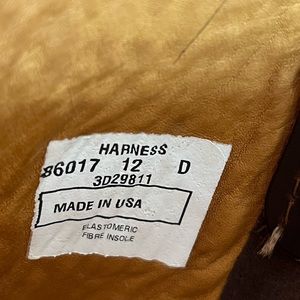 HARNESS
86017 12 D
3D29811
MADE IN USA
ELASTOMERIC
FIBRE INSOLE